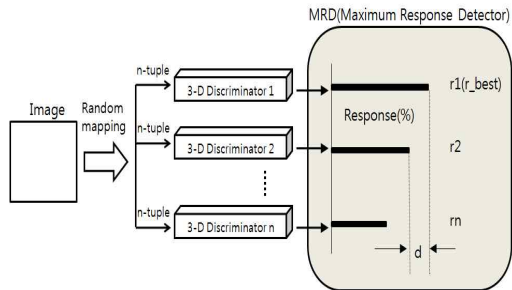 MRD(Maximum Response Detector)
Image
Random
mapping
n-tuple
3-D Discriminator 1
n-tuple
3-D Discriminator 2
n-tuple
3-D Discriminator n
r1(r_best)
Response(%)
r2
rn
d